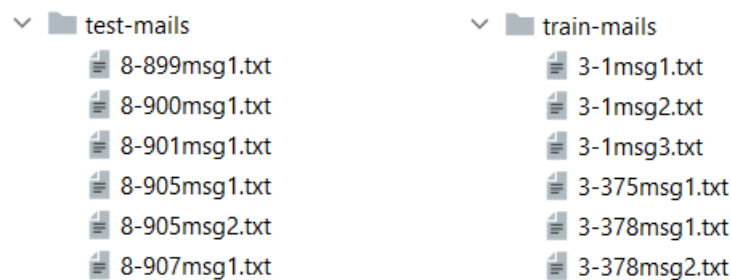 test-mails
8-899msg1.txt
8-900msg1.txt
8-901msg1.txt
8-905msg1.txt
8-905msg2.txt
8-907msg1.txt
train-mails
3-1msg1.txt
3-1msg2.txt
3-1msg3.txt
3-375msg1.txt
3-378msg1.txt
3-378msg2.txt